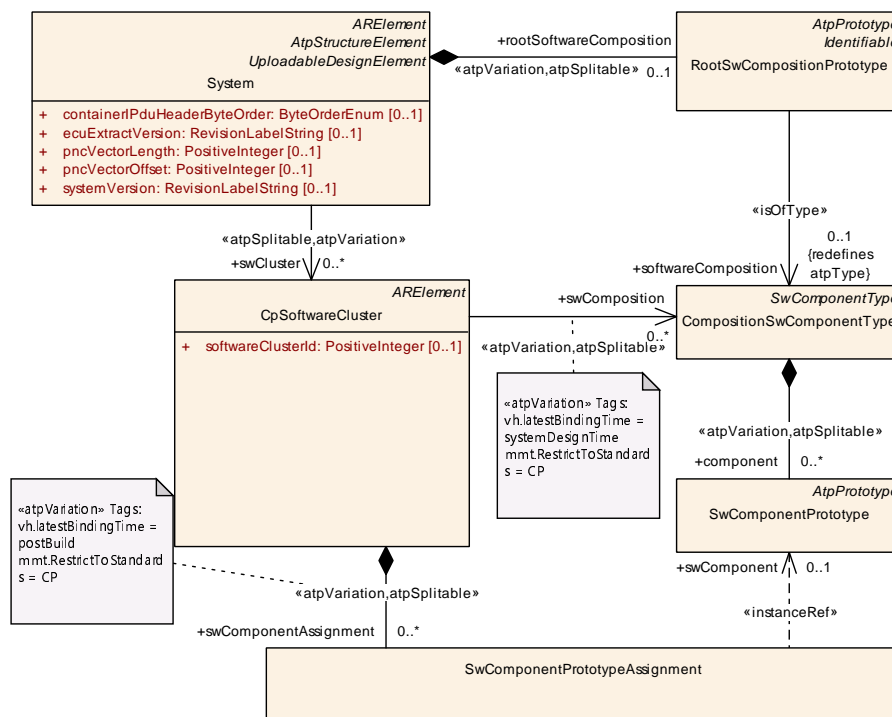 ARElement
AtpStructureElement
UploadableDesignElement
System
+ containerIPduHeaderByteOrder: ByteOrderEnum [0..1]
+ ecuExtractVersion: RevisionLabelString [0..1]
+ pncVectorLength: PositiveInteger [0..1]
+ pncVectorOffset: PositiveInteger [0..1]
+ systemVersion: RevisionLabelString [0..1]
+rootSoftwareComposition
«atpVariation,atpSplitable» 0..1
AtpPrototype
Identifiable
RootSwCompositionPrototype
«isOfType»
0..1
{redefines
atpType}
+softwareComposition
«atpSplitable,atpVariation»
+swCluster 0..*
ARElement
CpSoftwareCluster
+ softwareClusterId: PositiveInteger [0..1]
+swComposition
0..*
«atpVariation,atpSplitable»
SwComponentType
CompositionSwComponentType
«atpVariation» Tags:
vh.latestBindingTime =
systemDesignTime
mmt.RestrictToStandard
s = CP
«atpVariation,atpSplitable»
+component 0..*
AtpPrototype
SwComponentPrototype
«atpVariation» Tags:
vh.latestBindingTime =
postBuild
mmt.RestrictToStandard
s = CP
+swComponent 0..1
«instanceRef»
«atpVariation,atpSplitable»
+swComponentAssignment 0..*
SwComponentPrototypeAssignment